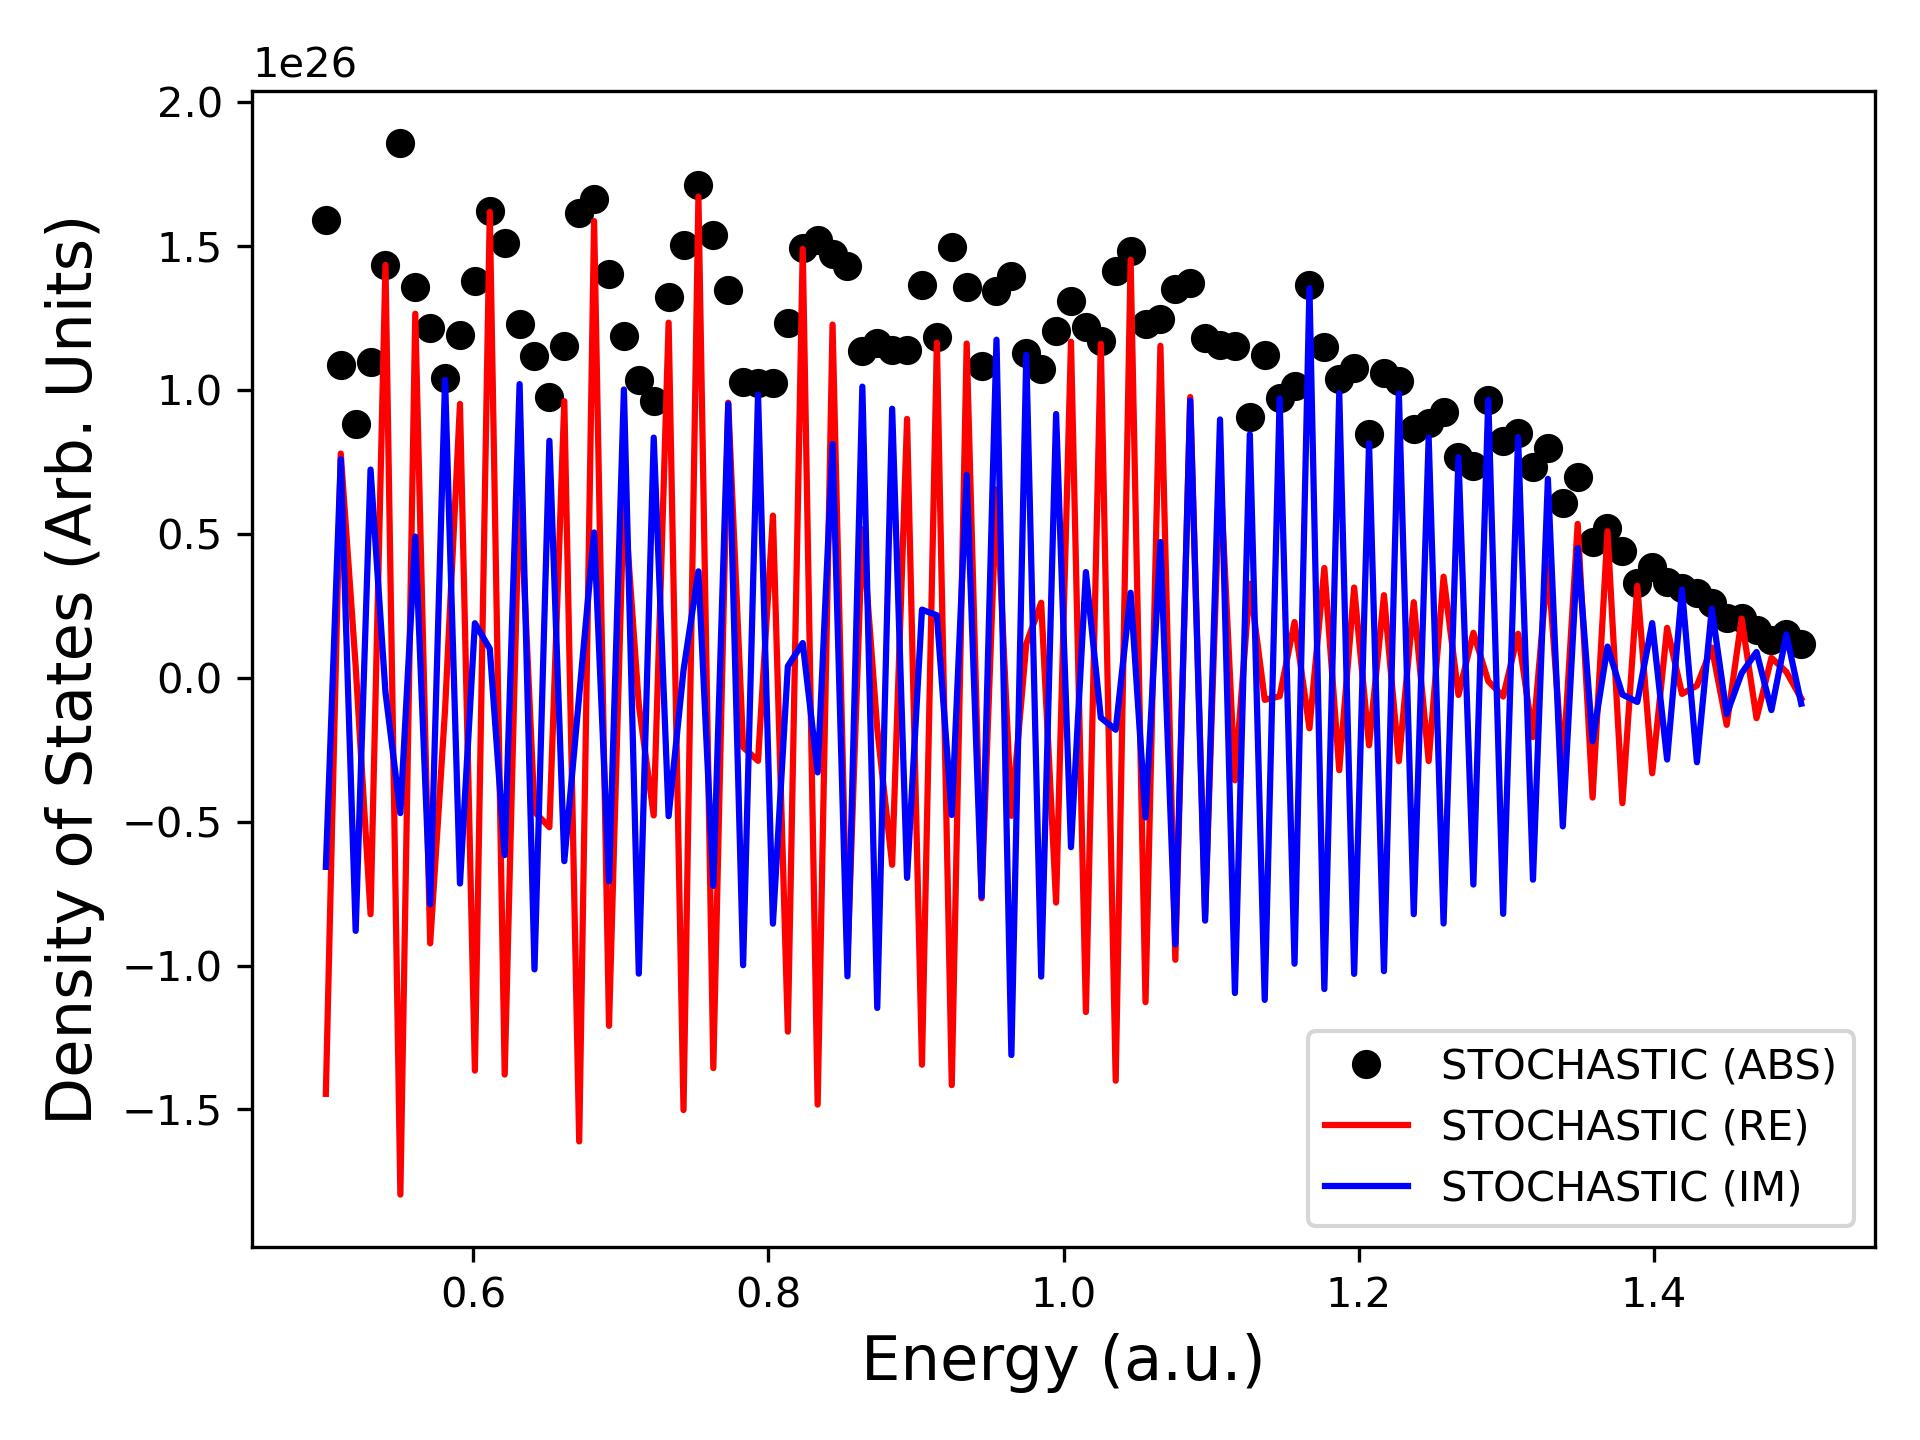 1e26
2.0
1.5
1.0
0.5
0.0
−0.5
−1.0
−1.5
Density of States (Arb. Units)
0.6 0.8 1.0 1.2 1.4
Energy (a.u.)
STOCHASTIC (ABS)
STOCHASTIC (RE)
STOCHASTIC (IM)